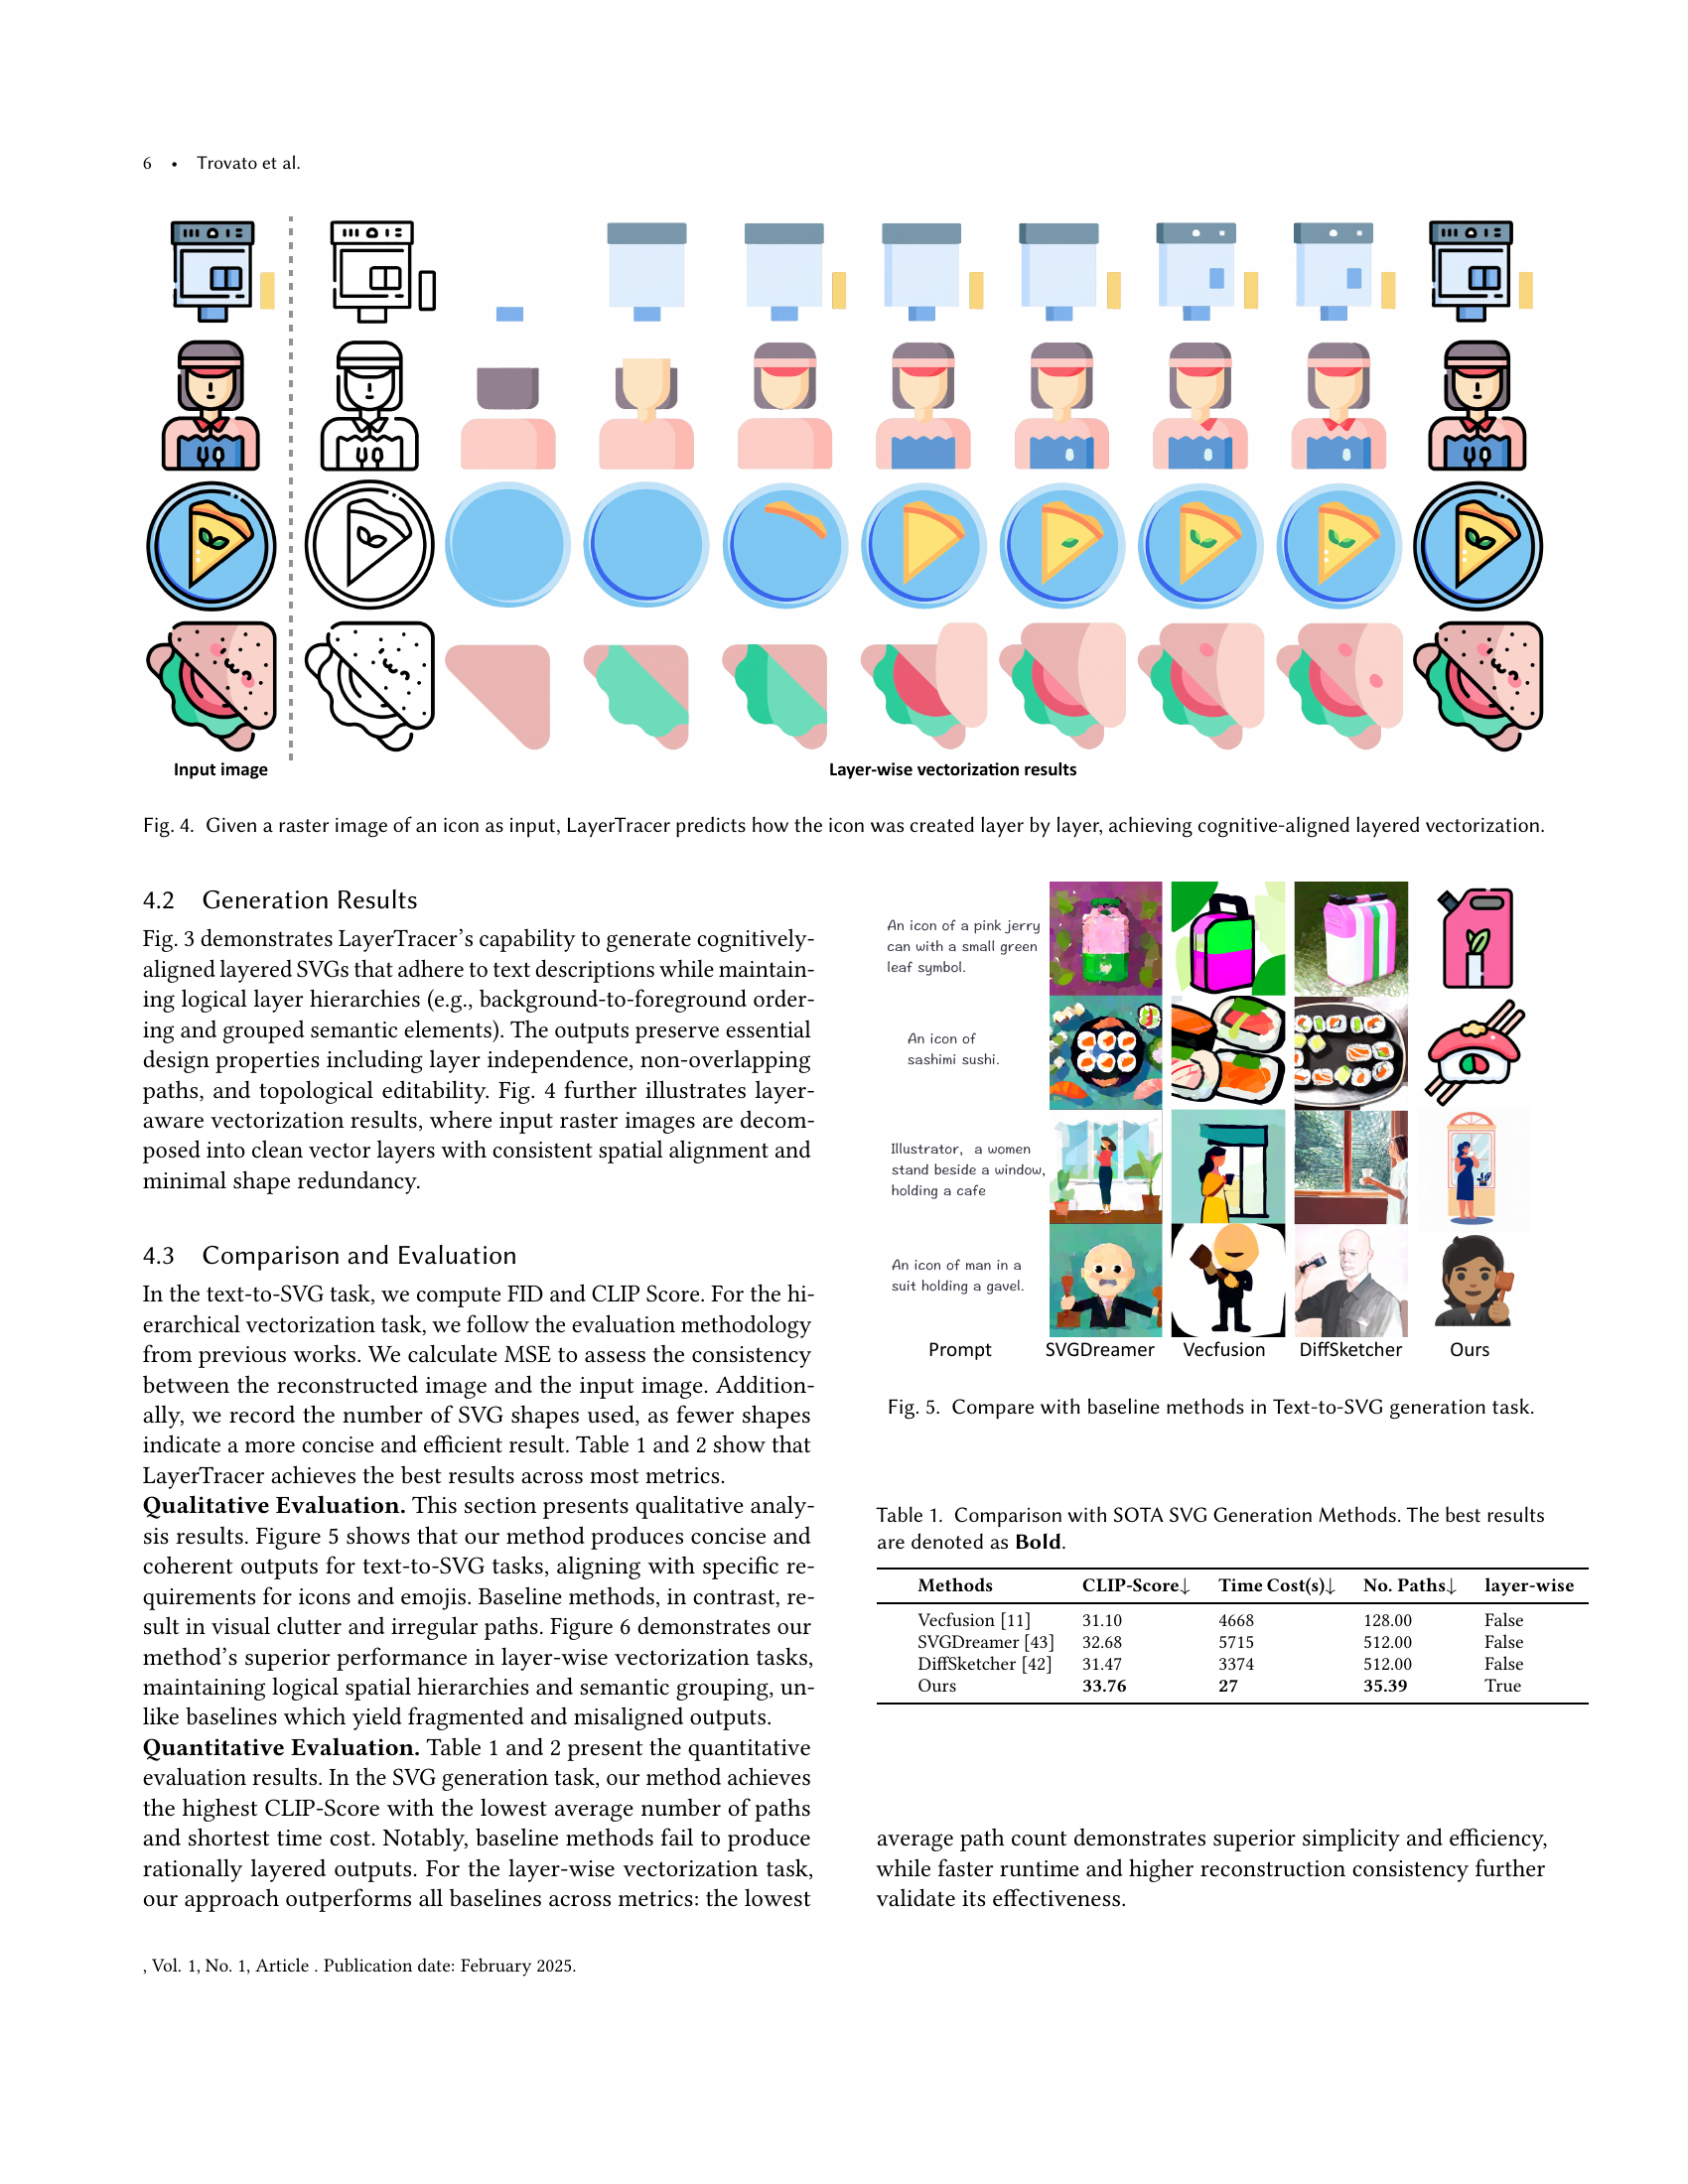 6 • Trovato et al.
Input image
Layer-wise vectorization results
Fig. 4. Given a raster image of an icon as input, LayerTracer predicts how the icon was created layer by layer, achieving cognitive-aligned layered vectorization.
4.2 Generation Results
Fig. 3 demonstrates LayerTracer's capability to generate cognitively-
aligned layered SVGs that adhere to text descriptions while maintain-
ing logical layer hierarchies (e.g., background-to-foreground order-
ing and grouped semantic elements). The outputs preserve essential
design properties including layer independence, non-overlapping
paths, and topological editability. Fig. 4 further illustrates layer-
aware vectorization results, where input raster images are decom-
posed into clean vector layers with consistent spatial alignment and
minimal shape redundancy.
4.3 Comparison and Evaluation
In the text-to-SVG task, we compute FID and CLIP Score. For the hi-
erarchical vectorization task, we follow the evaluation methodology
from previous works. We calculate MSE to assess the consistency
between the reconstructed image and the input image. Addition-
ally, we record the number of SVG shapes used, as fewer shapes
indicate a more concise and efficient result. Table 1 and 2 show that
LayerTracer achieves the best results across most metrics.
Qualitative Evaluation. This section presents qualitative analy-
sis results. Figure 5 shows that our method produces concise and
coherent outputs for text-to-SVG tasks, aligning with specific re-
quirements for icons and emojis. Baseline methods, in contrast, re-
sult in visual clutter and irregular paths. Figure 6 demonstrates our
method's superior performance in layer-wise vectorization tasks,
maintaining logical spatial hierarchies and semantic grouping, un-
like baselines which yield fragmented and misaligned outputs.
Quantitative Evaluation. Table 1 and 2 present the quantitative
evaluation results. In the SVG generation task, our method achieves
the highest CLIP-Score with the lowest average number of paths
and shortest time cost. Notably, baseline methods fail to produce
rationally layered outputs. For the layer-wise vectorization task,
our approach outperforms all baselines across metrics: the lowest
An icon of a pink jerry
can with a small green
leaf symbol.
An icon of
sashimi sushi.
Illustrator, a women
stand beside a window,
holding a cafe
An icon of man in a
suit holding a gavel.
Prompt SVGDreamer Vecfusion DiffSketcher Ours
Fig. 5. Compare with baseline methods in Text-to-SVG generation task.
Table 1. Comparison with SOTA SVG Generation Methods. The best results
are denoted as Bold.
Methods CLIP-Score↓ Time Cost(s)↓ No. Paths↓ layer-wise
Vecfusion [11] 31.10 4668 128.00 False
SVGDreamer [43] 32.68 5715 512.00 False
DiffSketcher [42] 31.47 3374 512.00 False
Ours 33.76 27 35.39 True
average path count demonstrates superior simplicity and efficiency,
while faster runtime and higher reconstruction consistency further
validate its effectiveness.
, Vol. 1, No. 1, Article . Publication date: February 2025.